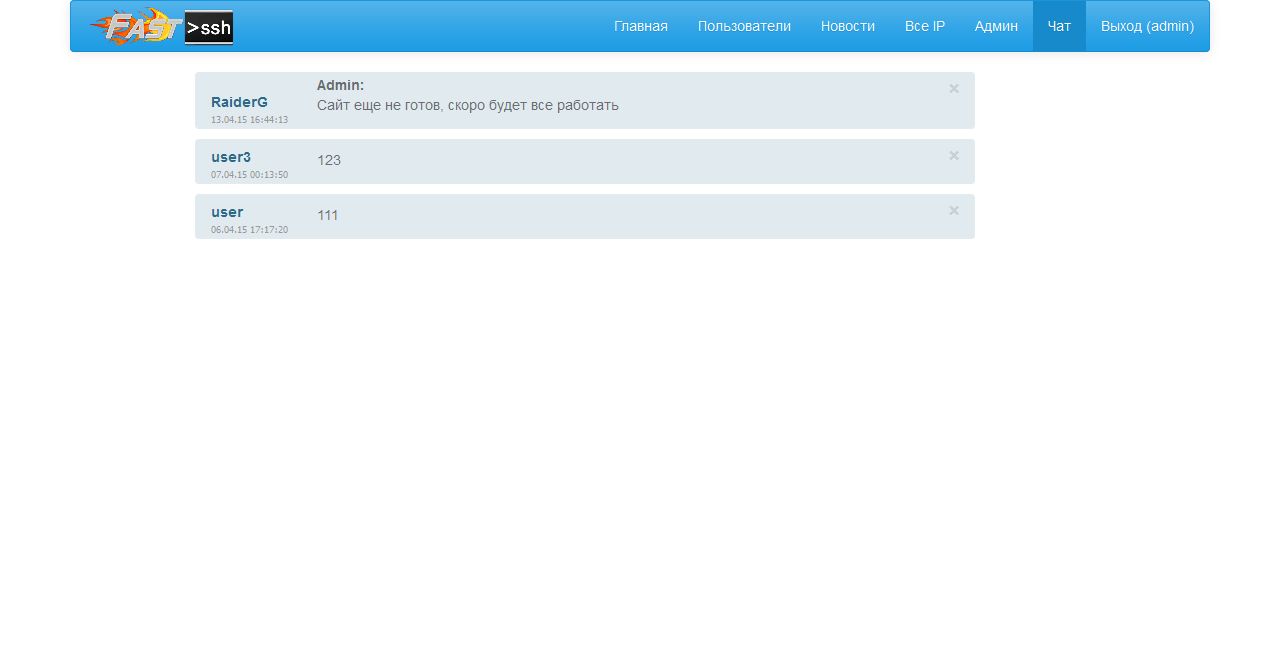 FAST >ssh Главная Пользователи Новости Все IP Админ Чат Выход (admin)
Admin:
RaiderG
Сайт еще не готов, скоро будет все работать
13.04.15 16:44:13
user3
123
07.04.15 00:13:50
user
111
06.04.15 17:17:20